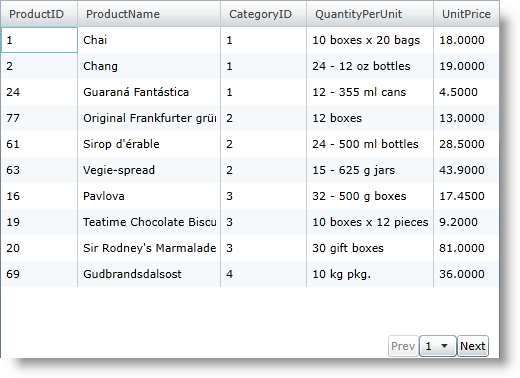 ProductID ProductName CategoryID QuantityPerUnit UnitPrice
1 Chai 1 10 boxes x 20 bags 18.0000
2 Chang 1 24 - 12 oz bottles 19.0000
24 Guaraná Fantástica 1 12 - 355 ml cans 4.5000
77 Original Frankfurter grü 2 12 boxes 13.0000
61 Sirop d'érable 2 24 - 500 ml bottles 28.5000
63 Vegie-spread 2 15 - 625 g jars 43.9000
16 Pavlova 3 32 - 500 g boxes 17.4500
19 Teatime Chocolate Biscu 3 10 boxes x 12 pieces 9.2000
20 Sir Rodney's Marmalade 3 30 gift boxes 81.0000
69 Gudbrandsdalsost 4 10 kg pkg. 36.0000
Prev 1 Next